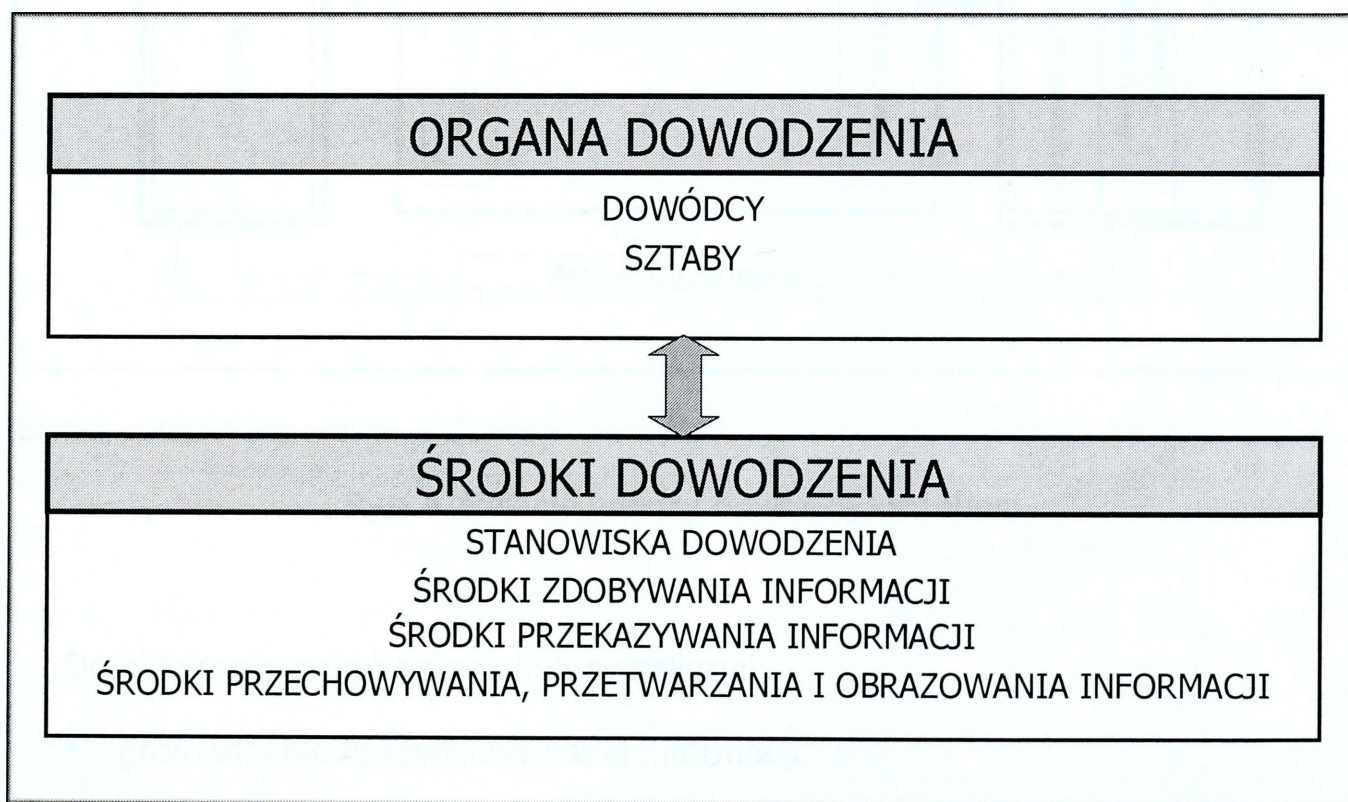 ORGANA DOWODZENIA
DOWÓDCY
SZTABY
ŚRODKI DOWODZENIA
STANOWISKA DOWODZENIA
ŚRODKI ZDOBYWANIA INFORMACJI
ŚRODKI PRZEKAZYWANIA INFORMACJI
ŚRODKI PRZECHOWYWANIA, PRZETWARZANIA I OBRAZOWANIA INFORMACJI